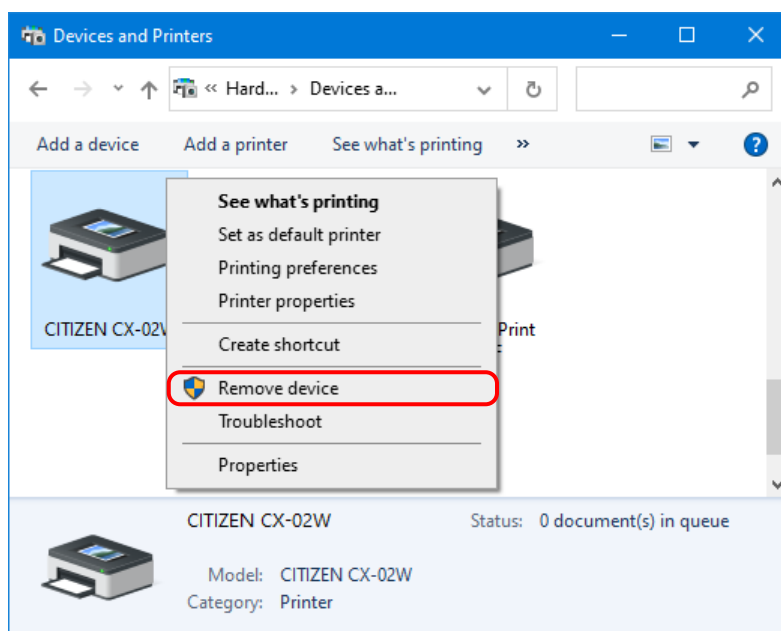 Devices and Printers
« Hard... > Devices a...
Add a device Add a printer See what's printing »
See what's printing
Set as default printer
Printing preferences
Printer properties
CITIZEN CX-02W
Print
Create shortcut
Remove device
Troubleshoot
Properties
CITIZEN CX-02W Status: 0 document(s) in queue
Model: CITIZEN CX-02W
Category: Printer